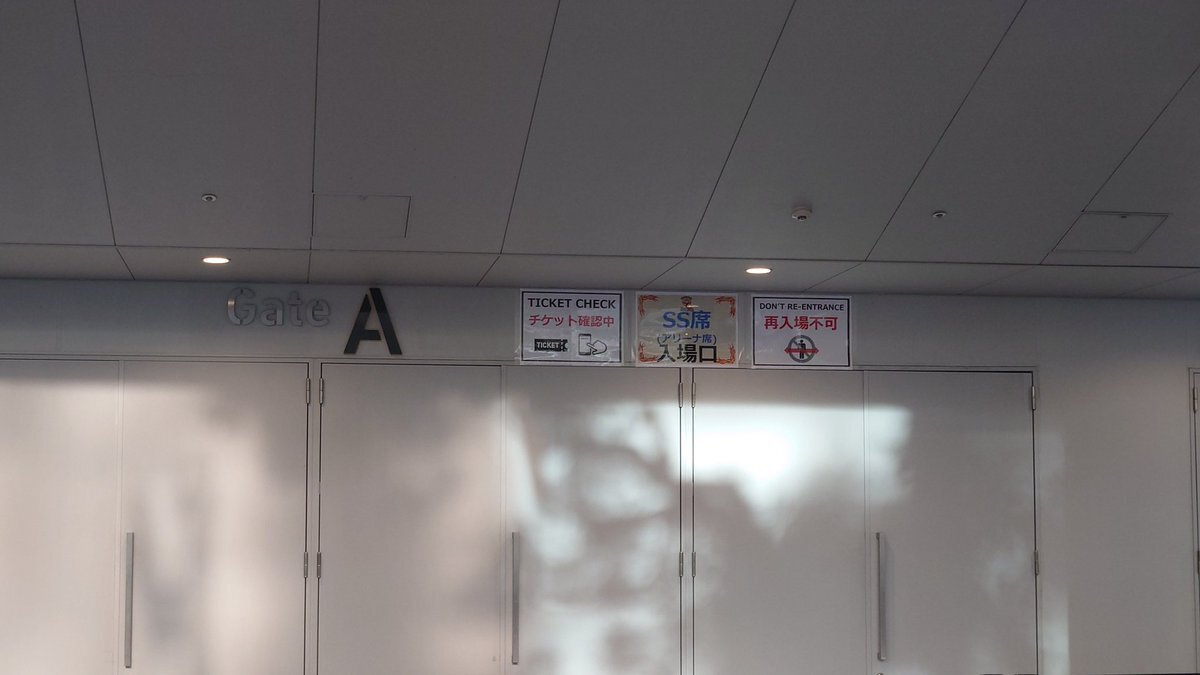 Gate A
TICKET CHECK
チケット確認中
TICKET
SS席
(アリーナ席)
入場口
DON'T RE-ENTRANCE
再入場不可